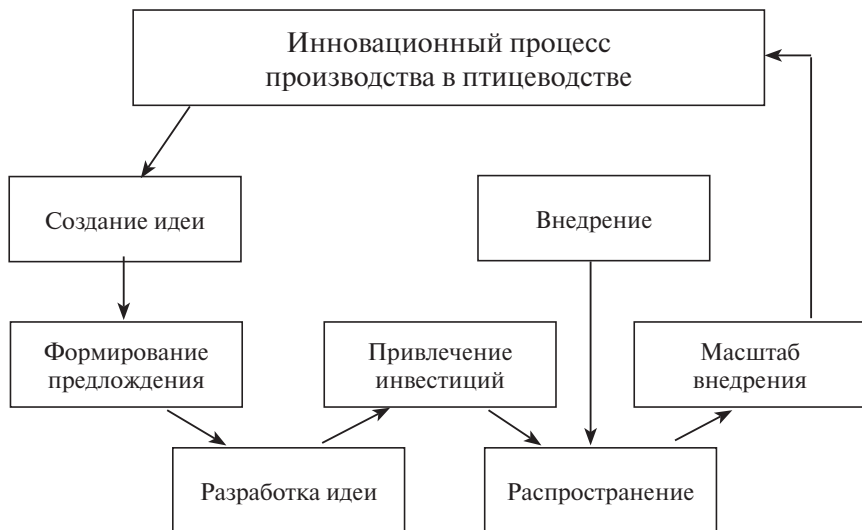 Инновационный процесс
производства в птицеводстве
Создание идеи
Внедрение
Формирование
предлождения
Привлечение
инвестиций
Масштаб
внедрения
Разработка идеи
Распространение